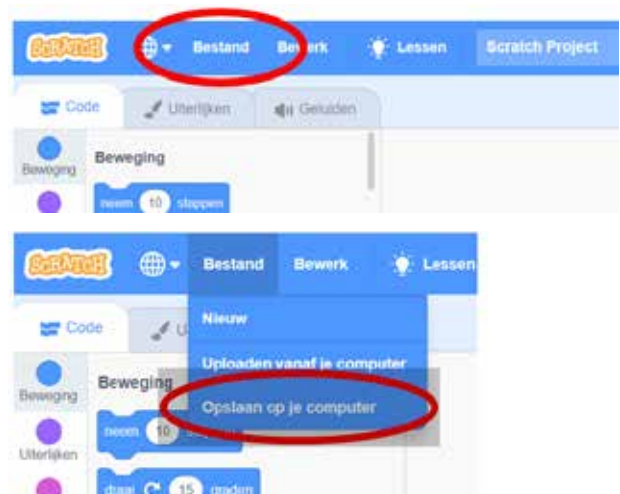 SCRATCH Bestand Bewerk Lessen Scratch Project
Code Uiterlijken Geluiden
Beweging Beweging
neem 10 stappen
SCRATCH Bestand Bewerk Lessen
Nieuw
Code U
Uploaden vanaf je computer
Beweging Beweging
Opslaan op je computer
neem 10
Uiterlijken
draai 15 graden